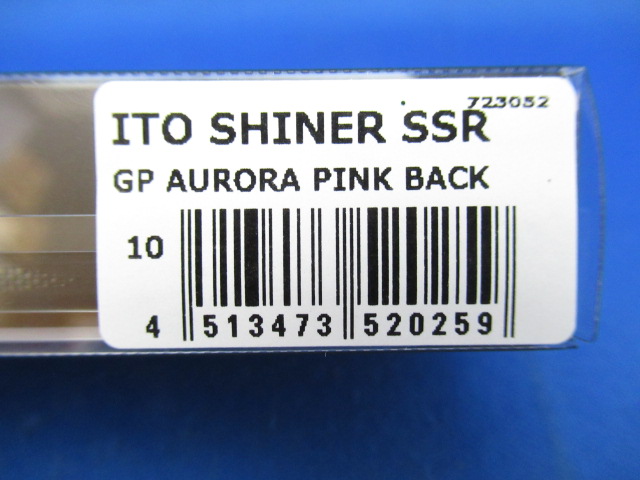 723052
ITO SHINER SSR
GP AURORA PINK BACK
10
4 513473 520259